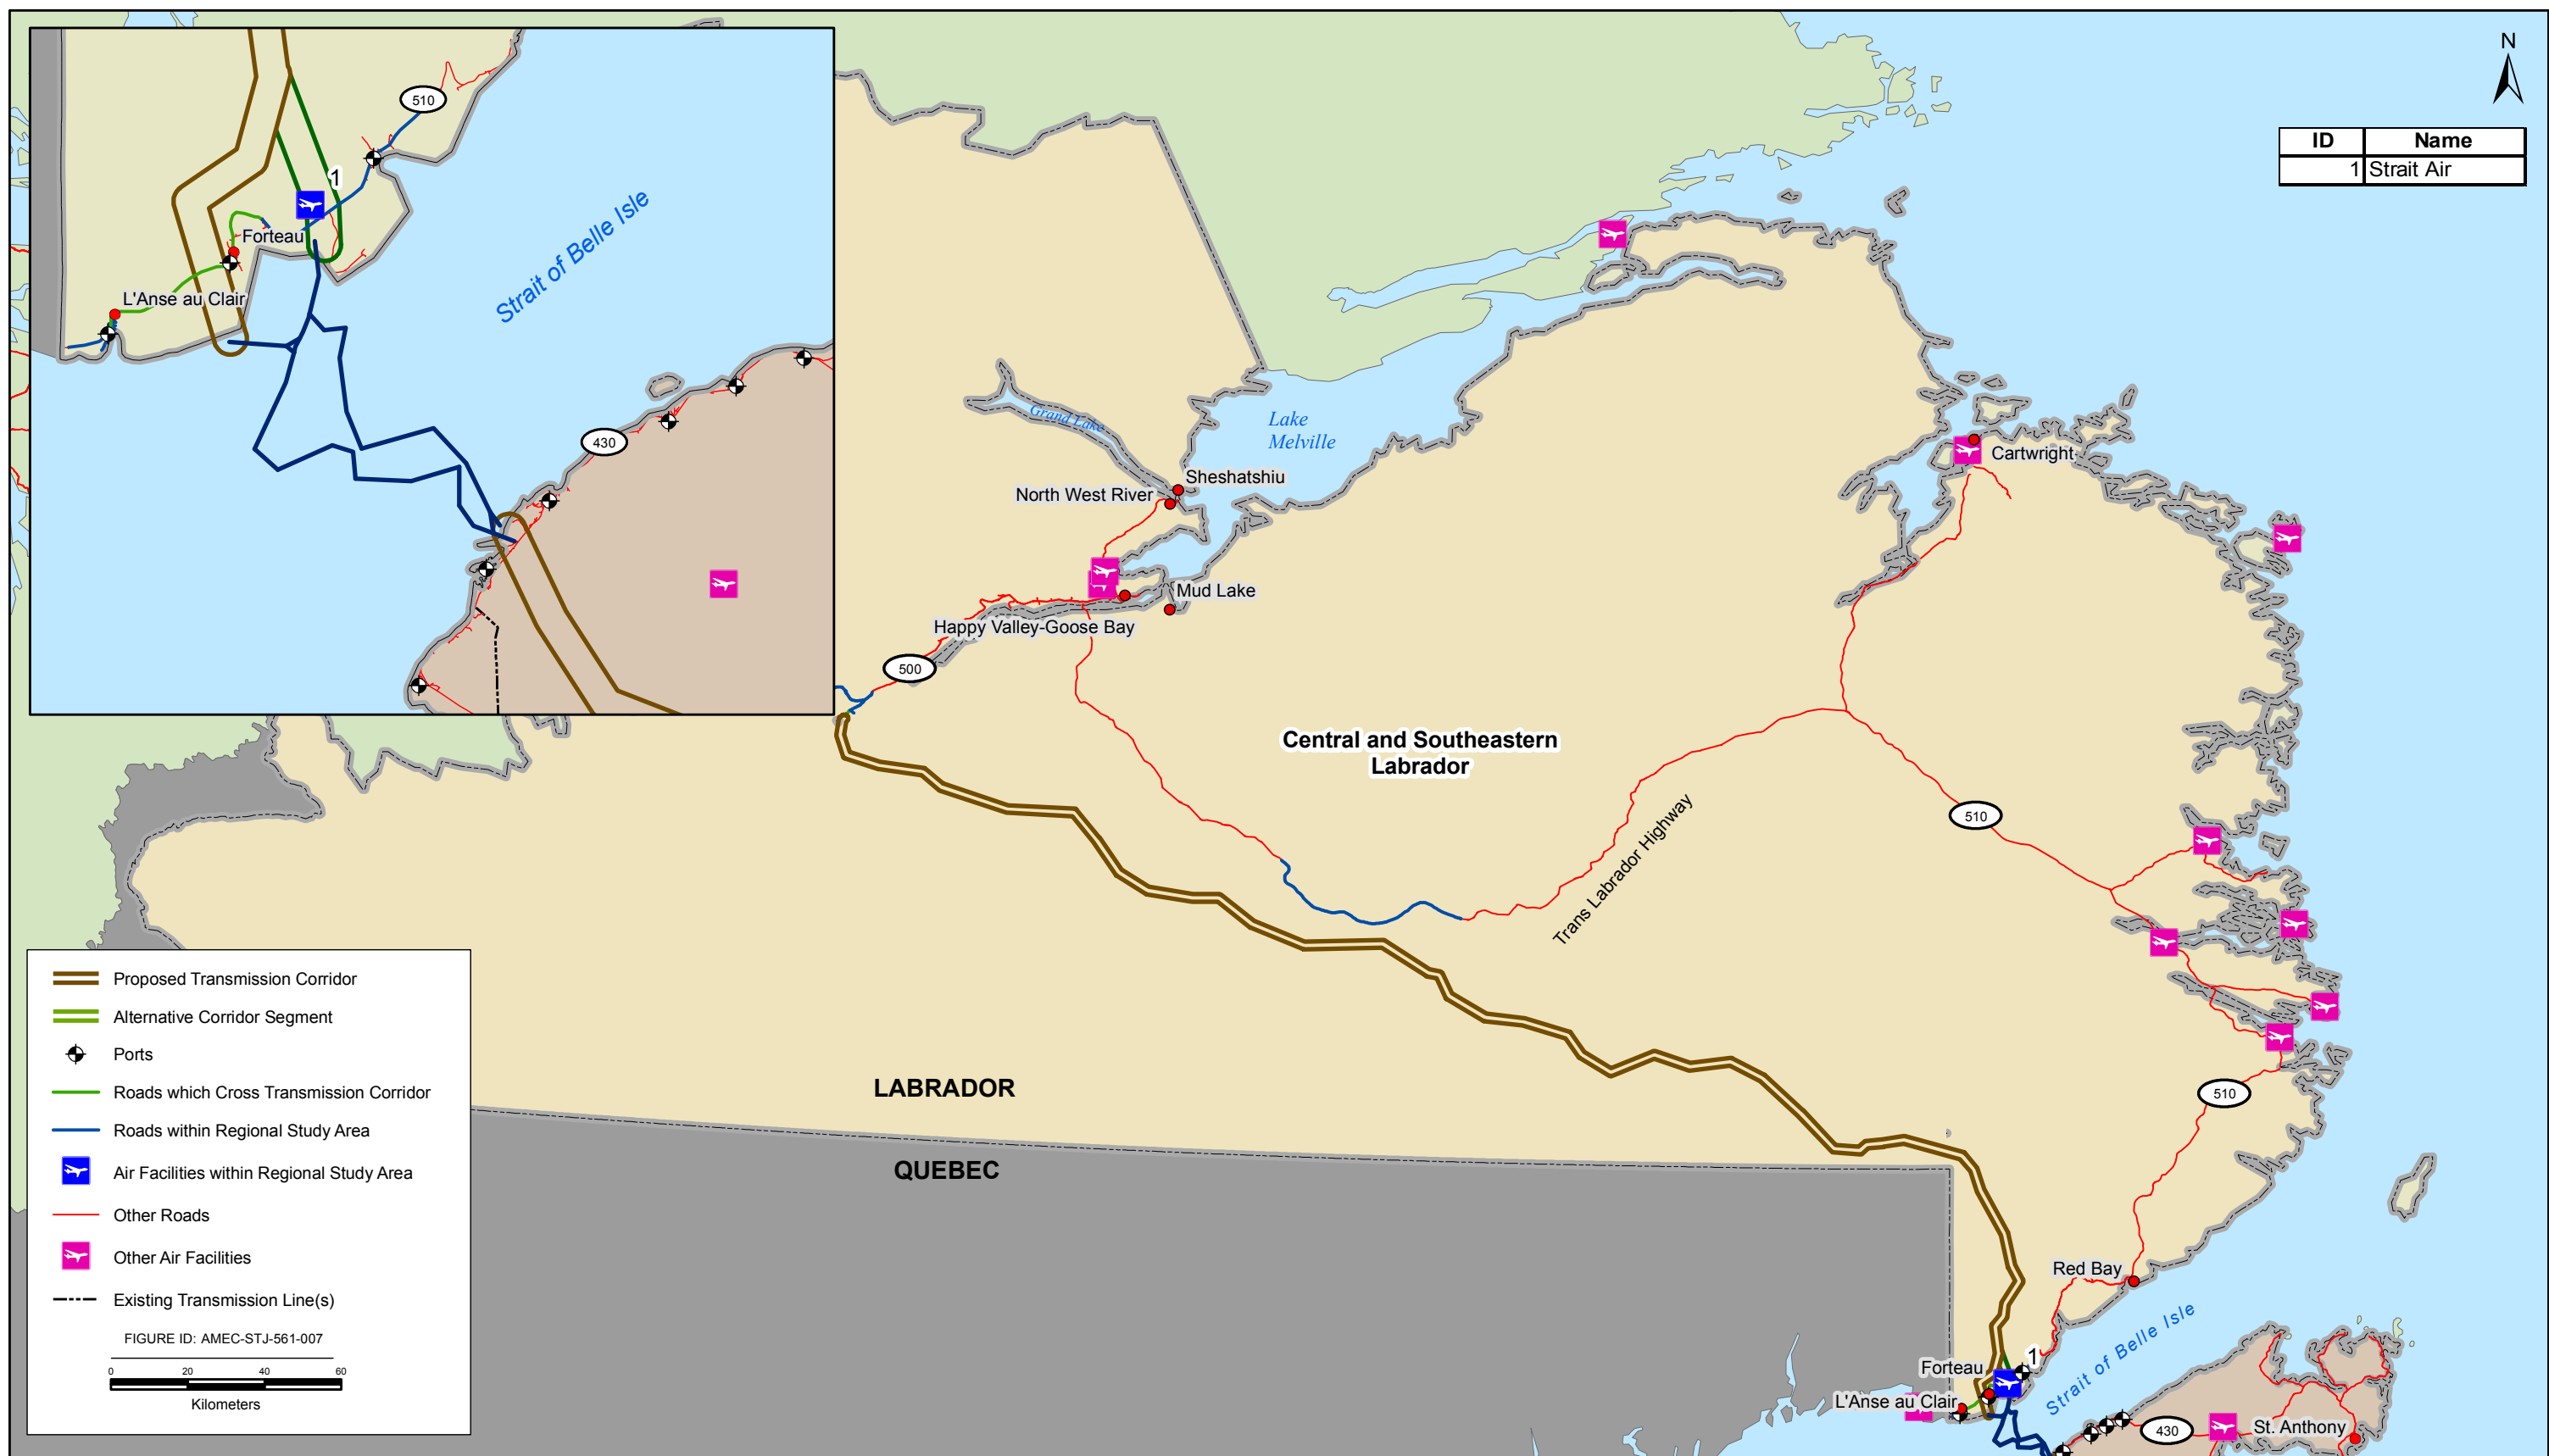 N
ID Name
1 Strait Air
510
1
Strait of Belle Isle
Forteau
L'Anse au Clair
430
Grand Lake
Lake
Melville
Sheshatshiu
North West River
Cartwright
Mud Lake
Happy Valley-Goose Bay
500
Central and Southeastern
Labrador
510
Trans Labrador Highway
LABRADOR
510
QUEBEC
Red Bay
Strait of Belle Isle
1
Forteau
L'Anse au Clair
430
St. Anthony
Proposed Transmission Corridor
Alternative Corridor Segment
Ports
Roads which Cross Transmission Corridor
Roads within Regional Study Area
Air Facilities within Regional Study Area
Other Roads
Other Air Facilities
Existing Transmission Line(s)
FIGURE ID: AMEC-STJ-561-007
0 20 40 60
Kilometers